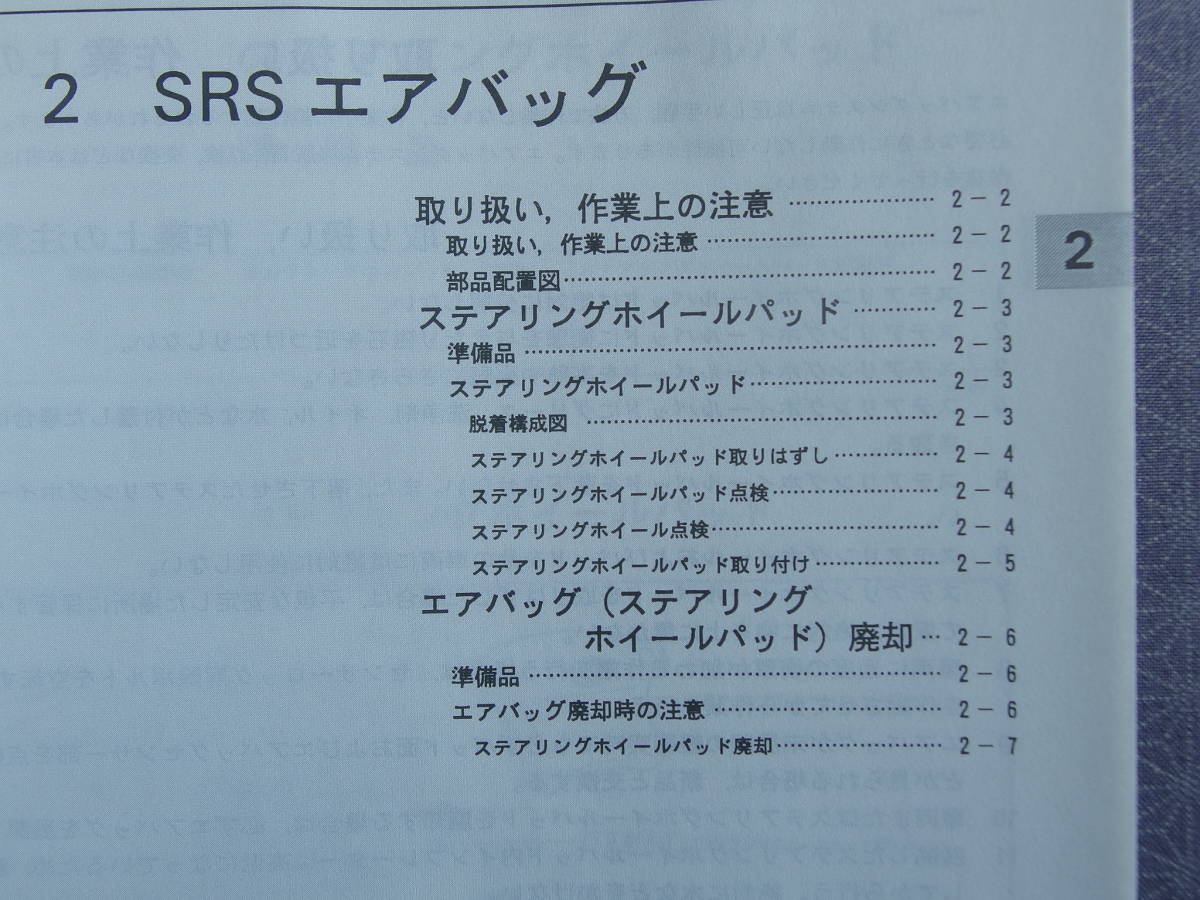 2 SRS エアバッグ
取り扱い，作業上の注意 ………………… 2－2
取り扱い，作業上の注意 ………………………… 2－2
部品配置図………………………………………… 2－2
2
ステアリングホイールパッド ………… 2－3
準備品 ……………………………………………… 2－3
ステアリングホイールパッド…………………… 2－3
脱着構成図 ……………………………………… 2－3
ステアリングホイールパッド取りはずし ………… 2－4
ステアリングホイールパッド点検………………… 2－4
ステアリングホイール点検………………………… 2－4
ステアリングホイールパッド取り付け …………… 2－5
エアバッグ（ステアリング
ホイールパッド）廃却 … 2－6
準備品 ……………………………………………… 2－6
エアバッグ廃却時の注意 ………………………… 2－6
ステアリングホイールパッド廃却………………… 2－7